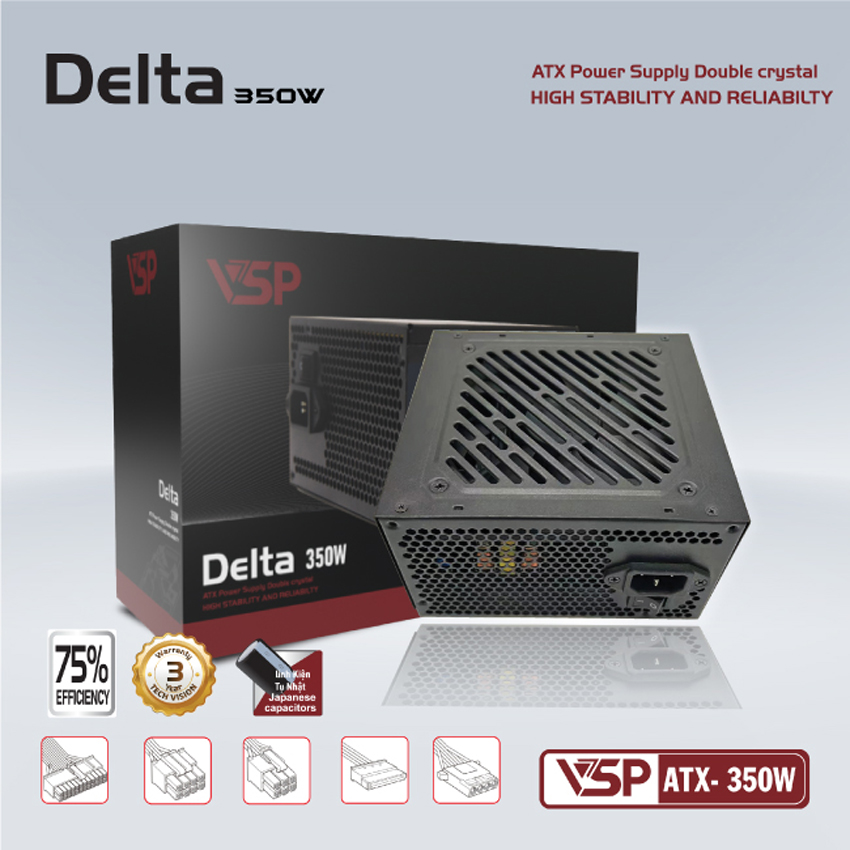 Delta 350W
ATX Power Supply Double crystal
HIGH STABILITY AND RELIABILTY
VSP
VSP
Delta
350W
Delta 350W
ATX Power Supply Double crystal
HIGH STABILITY AND RELIABILTY
75%
EFFICIENCY
Warranty
3
Year
TECH VISION
Linh Kiện
Tụ Nhật
Japanese
capacitors
VSP ATX- 350W